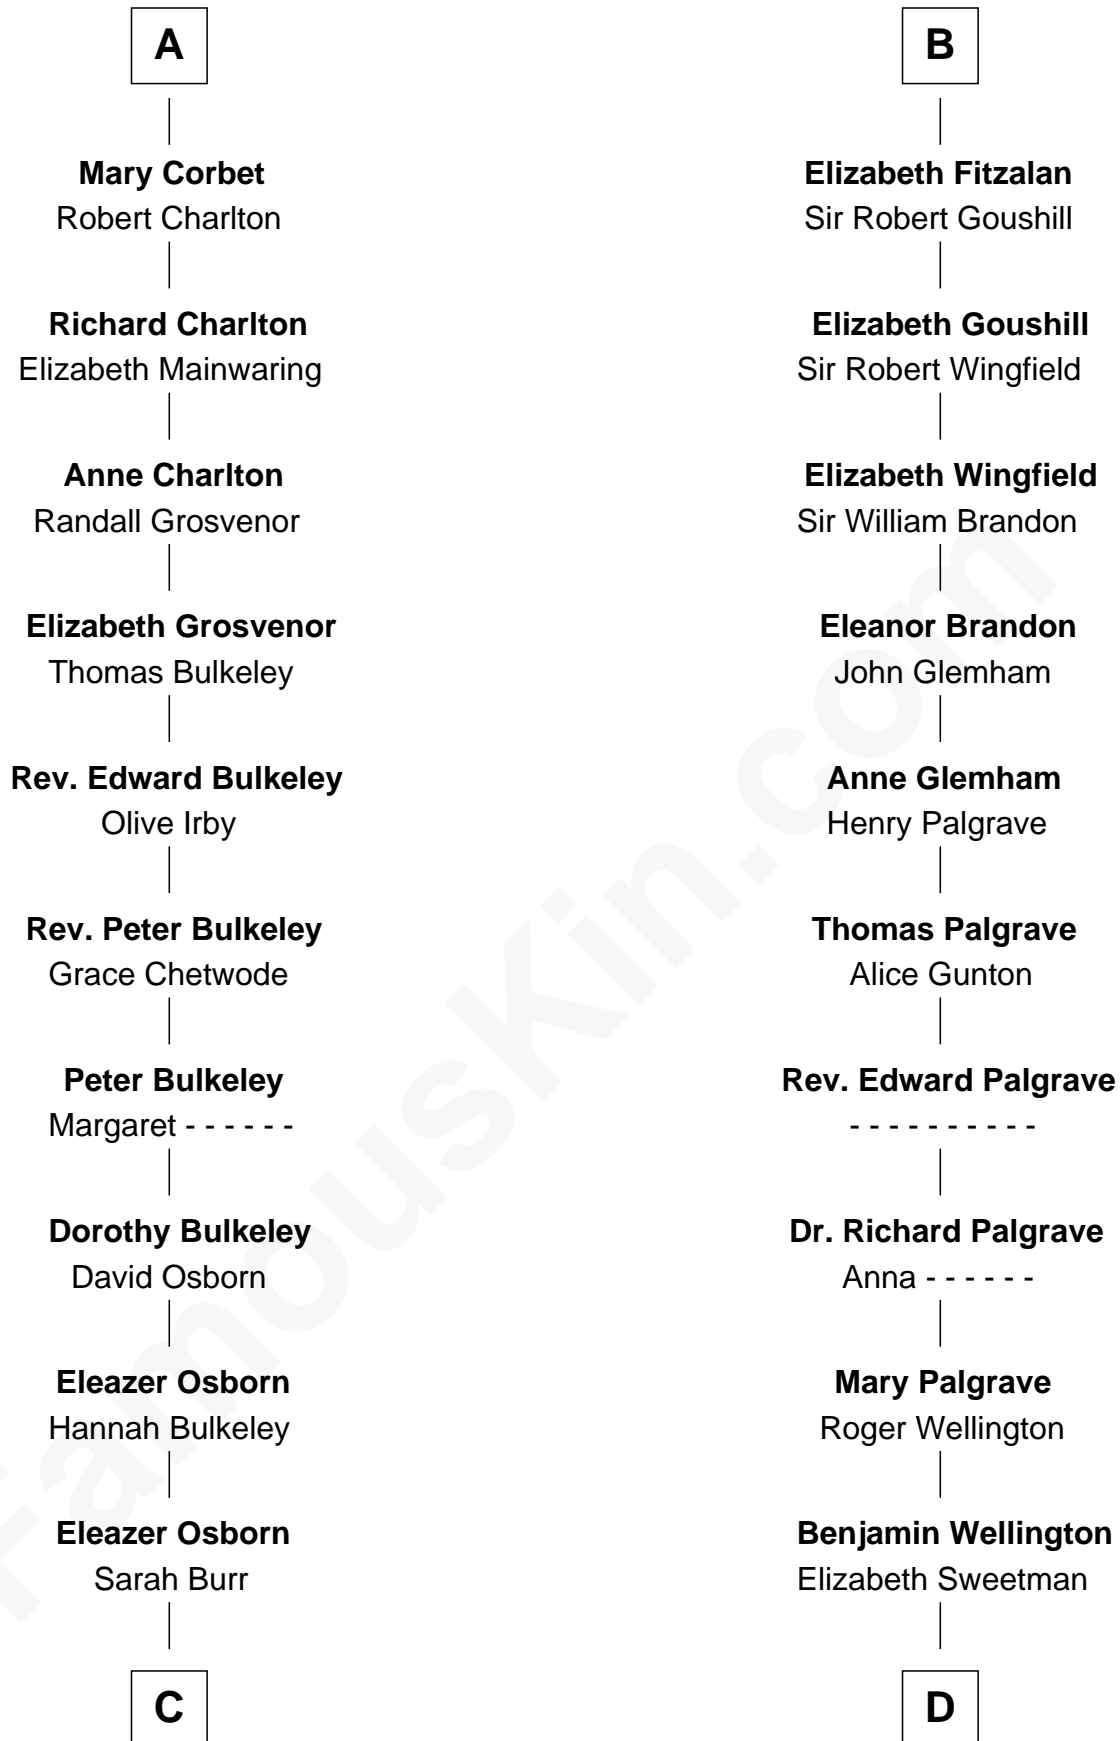 A
Mary Corbet
Robert Charlton
Richard Charlton
Elizabeth Mainwaring
Anne Charlton
Randall Grosvenor
Elizabeth Grosvenor
Thomas Bulkeley
Rev. Edward Bulkeley
Olive Irby
Rev. Peter Bulkeley
Grace Chetwode
Peter Bulkeley
Margaret - - - - - -
Dorothy Bulkeley
David Osborn
Eleazer Osborn
Hannah Bulkeley
Eleazer Osborn
Sarah Burr
C
B
Elizabeth Fitzalan
Sir Robert Goushill
Elizabeth Goushill
Sir Robert Wingfield
Elizabeth Wingfield
Sir William Brandon
Eleanor Brandon
John Glemham
Anne Glemham
Henry Palgrave
Thomas Palgrave
Alice Gunton
Rev. Edward Palgrave
- - - - - - - - - -
Dr. Richard Palgrave
Anna - - - - - -
Mary Palgrave
Roger Wellington
Benjamin Wellington
Elizabeth Sweetman
D
FamousKin.com